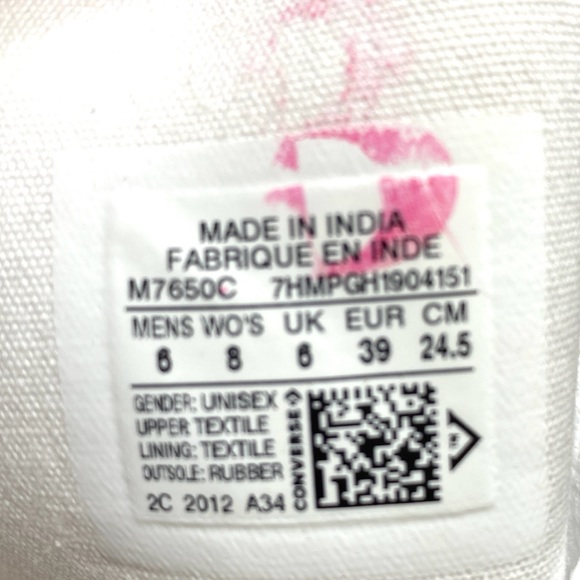 MADE IN INDIA
FABRIQUE EN INDE
M7650C 7HMPGH1904151
MENS WO'S UK EUR CM
6 8 6 39 24.5
GENDER: UNISEX
UPPER: TEXTILE
LINING: TEXTILE
OUTSOLE: RUBBER
2C 2012 A34
CONVERSE